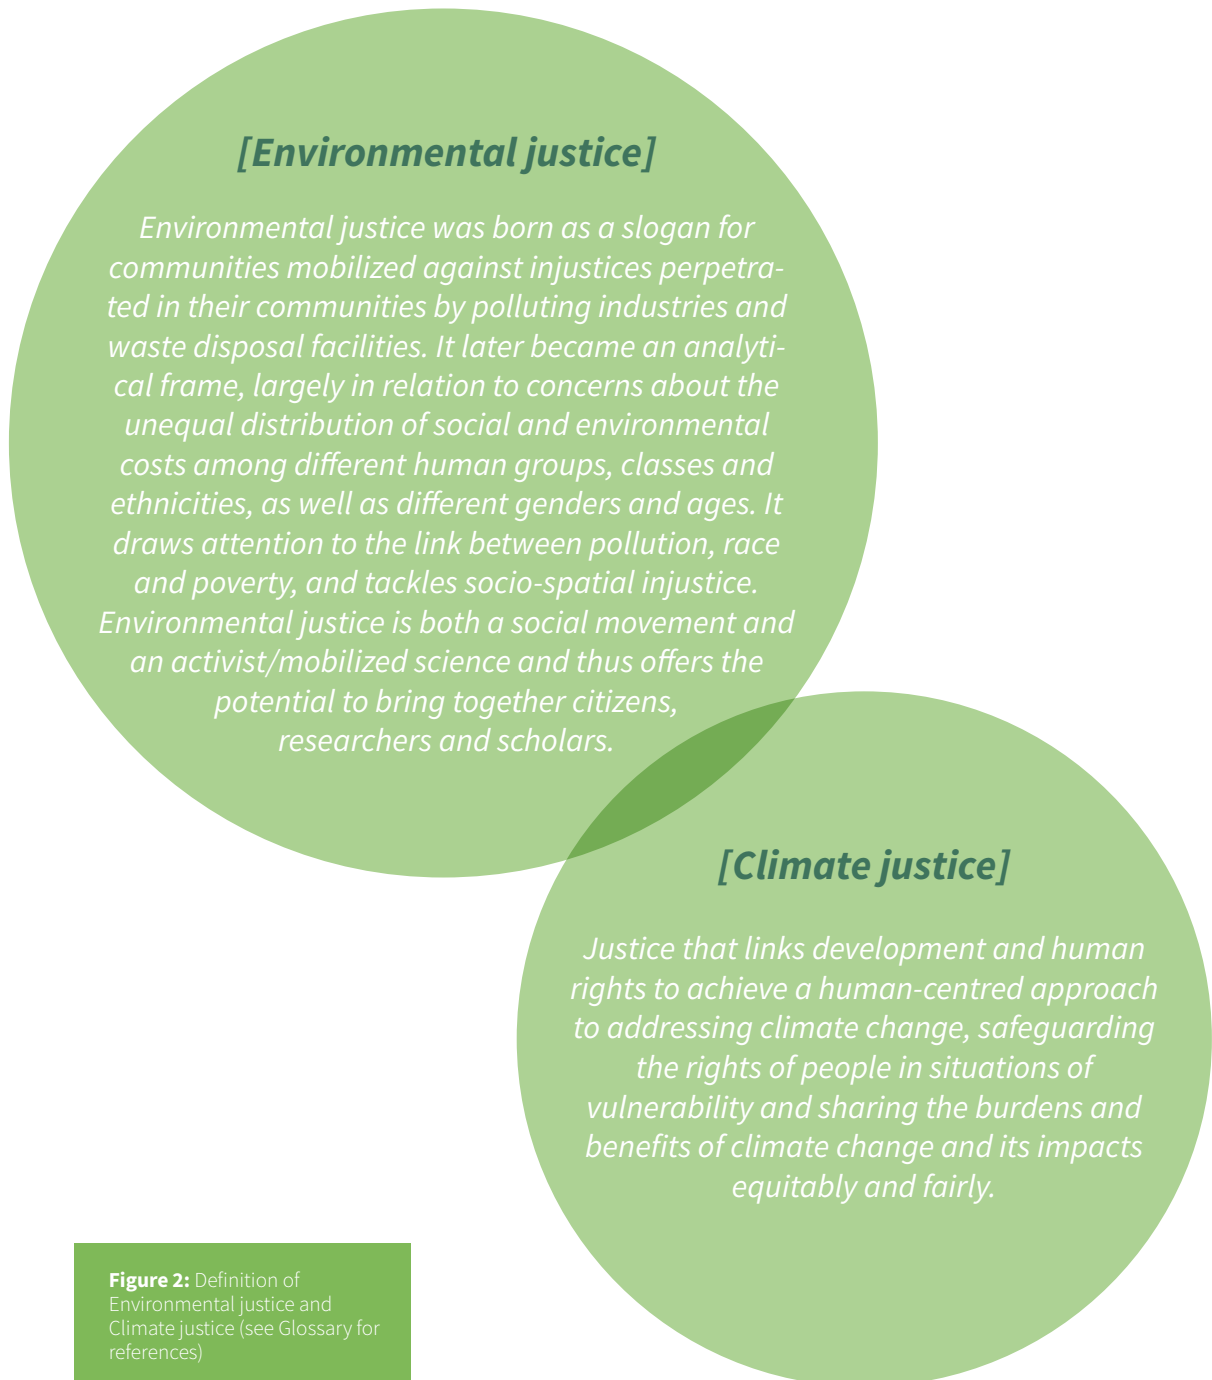 [Environmental justice]
Environmental justice was born as a slogan for
communities mobilized against injustices perpetra-
ted in their communities by polluting industries and
waste disposal facilities. It later became an analyti-
cal frame, largely in relation to concerns about the
unequal distribution of social and environmental
costs among different human groups, classes and
ethnicities, as well as different genders and ages. It
draws attention to the link between pollution, race
and poverty, and tackles socio-spatial injustice.
Environmental justice is both a social movement and
an activist/mobilized science and thus offers the
potential to bring together citizens,
researchers and scholars.
[Climate justice]
Justice that links development and human
rights to achieve a human-centred approach
to addressing climate change, safeguarding
the rights of people in situations of
vulnerability and sharing the burdens and
benefits of climate change and its impacts
equitably and fairly.
Figure 2: Definition of
Environmental justice and
Climate justice (see Glossary for
references)